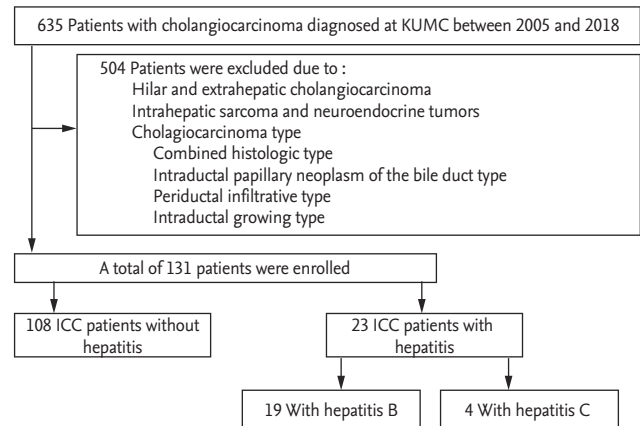 635 Patients with cholangiocarcinoma diagnosed at KUMC between 2005 and 2018
504 Patients were excluded due to :
Hilar and extrahepatic cholangiocarcinoma
Intrahepatic sarcoma and neuroendocrine tumors
Cholagiocarcinoma type
Combined histologic type
Intraductal papillary neoplasm of the bile duct type
Periductal infiltrative type
Intraductal growing type
A total of 131 patients were enrolled
108 ICC patients without
hepatitis
23 ICC patients with
hepatitis
19 With hepatitis B
4 With hepatitis C